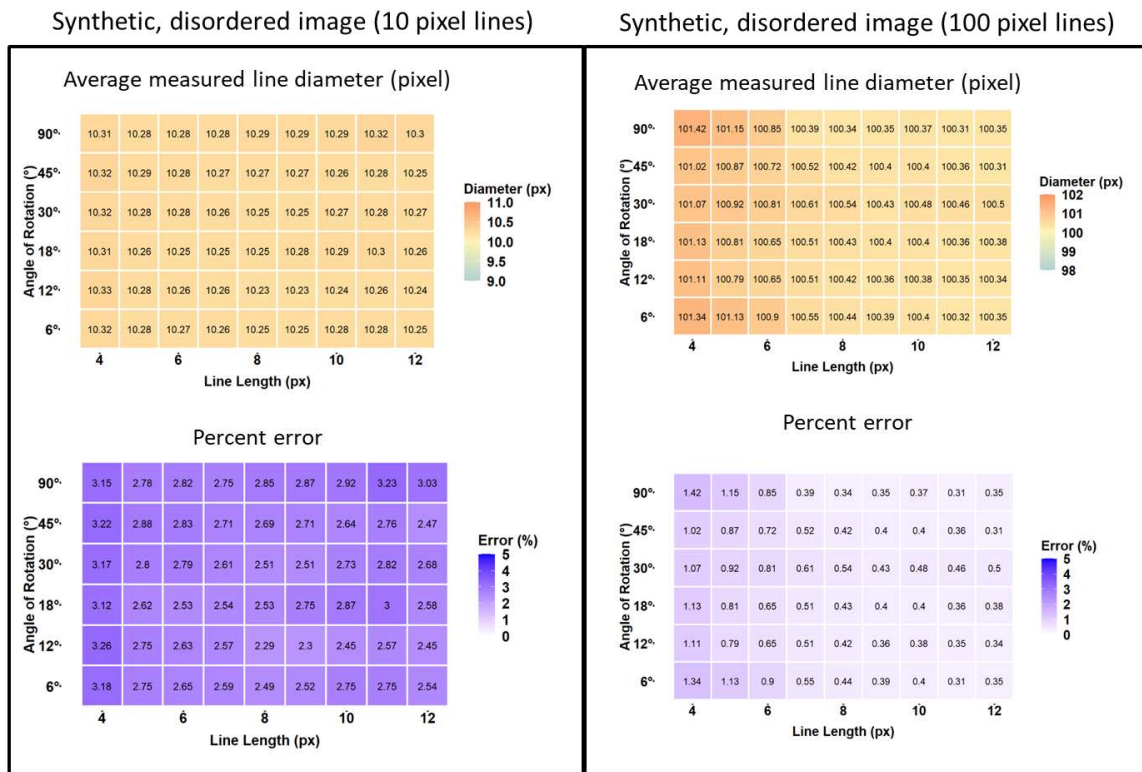 Synthetic, disordered image (10 pixel lines)
Average measured line diameter (pixel)
Angle of Rotation (°)
90° 10.31 10.28 10.28 10.28 10.29 10.29 10.29 10.32 10.3
45° 10.32 10.29 10.28 10.27 10.27 10.27 10.26 10.28 10.25
30° 10.32 10.28 10.28 10.26 10.25 10.25 10.27 10.28 10.27
18° 10.31 10.26 10.25 10.25 10.25 10.28 10.29 10.3 10.26
12° 10.33 10.28 10.26 10.26 10.23 10.23 10.24 10.26 10.24
6° 10.32 10.28 10.27 10.26 10.25 10.25 10.28 10.28 10.25
4 6 8 10 12
Line Length (px)
Diameter (px)
11.0
10.5
10.0
9.5
9.0
Percent error
Angle of Rotation (°)
90° 3.15 2.78 2.82 2.75 2.85 2.87 2.92 3.23 3.03
45° 3.22 2.88 2.83 2.71 2.69 2.71 2.64 2.76 2.47
30° 3.17 2.8 2.79 2.61 2.51 2.51 2.73 2.82 2.68
18° 3.12 2.62 2.53 2.54 2.53 2.75 2.87 3 2.58
12° 3.26 2.75 2.63 2.57 2.29 2.3 2.45 2.57 2.45
6° 3.18 2.75 2.65 2.59 2.49 2.52 2.75 2.75 2.54
4 6 8 10 12
Line Length (px)
Error (%)
5
4
3
2
1
0
Synthetic, disordered image (100 pixel lines)
Average measured line diameter (pixel)
Angle of Rotation (°)
90° 101.42 101.15 100.85 100.39 100.34 100.35 100.37 100.31 100.35
45° 101.02 100.87 100.72 100.52 100.42 100.4 100.4 100.36 100.31
30° 101.07 100.92 100.81 100.61 100.54 100.43 100.48 100.46 100.5
18° 101.13 100.81 100.65 100.51 100.43 100.4 100.4 100.36 100.38
12° 101.11 100.79 100.65 100.51 100.42 100.36 100.38 100.35 100.34
6° 101.34 101.13 100.9 100.55 100.44 100.39 100.4 100.32 100.35
4 6 8 10 12
Line Length (px)
Diameter (px)
102
101
100
99
98
Percent error
Angle of Rotation (°)
90° 1.42 1.15 0.85 0.39 0.34 0.35 0.37 0.31 0.35
45° 1.02 0.87 0.72 0.52 0.42 0.4 0.4 0.36 0.31
30° 1.07 0.92 0.81 0.61 0.54 0.43 0.48 0.46 0.5
18° 1.13 0.81 0.65 0.51 0.43 0.4 0.4 0.36 0.38
12° 1.11 0.79 0.65 0.51 0.42 0.36 0.38 0.35 0.34
6° 1.34 1.13 0.9 0.55 0.44 0.39 0.4 0.31 0.35
4 6 8 10 12
Line Length (px)
Error (%)
5
4
3
2
1
0